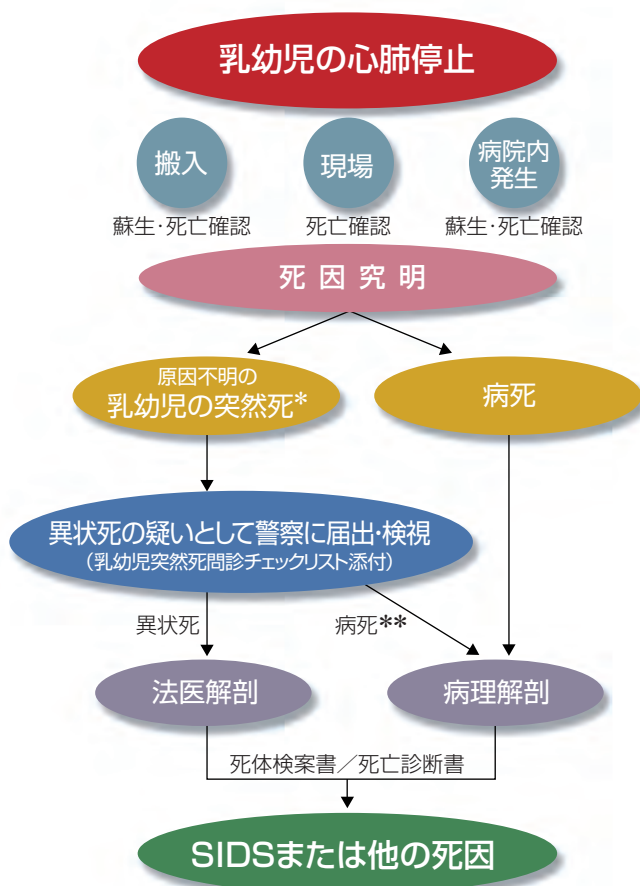 乳幼児の心肺停止
搬入
現場
病院内
発生
蘇生・死亡確認
死亡確認
蘇生・死亡確認
死因究明
原因不明の
乳幼児の突然死*
病死
異状死の疑いとして警察に届出・検視
（乳幼児突然死問診チェックリスト添付）
異状死
病死**
法医解剖
病理解剖
死体検案書／死亡診断書
SIDSまたは他の死因